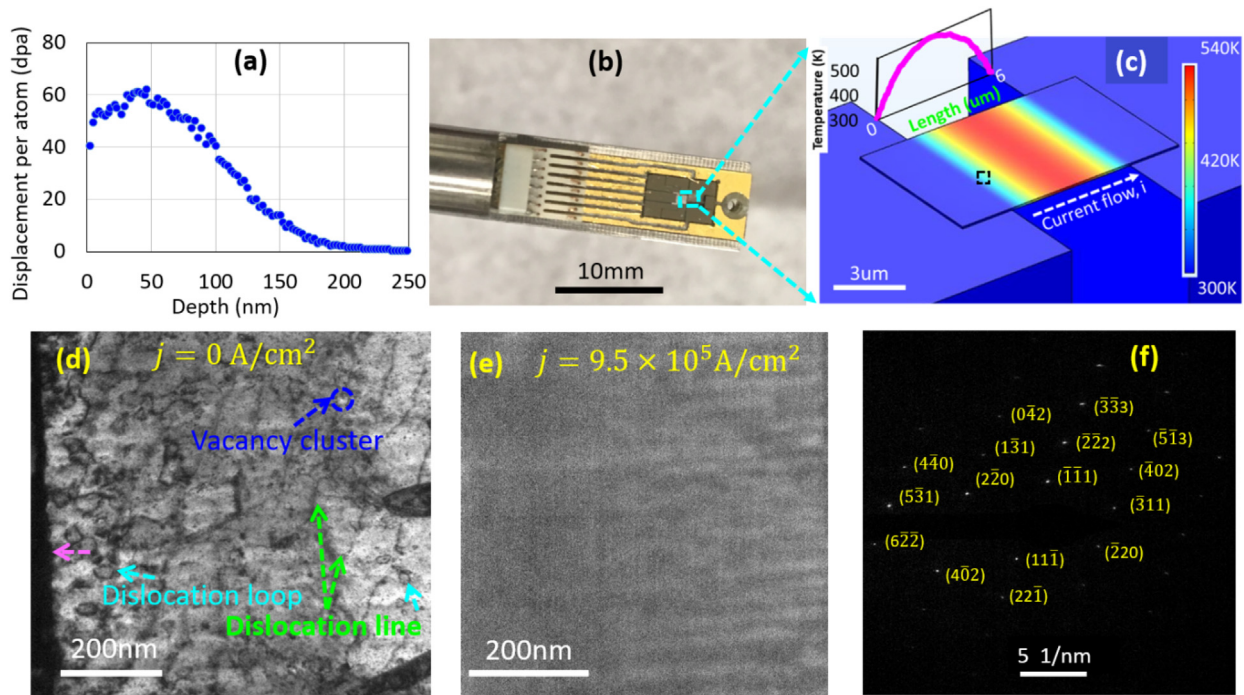 (a)
Displacement per atom (dpa)
80
60
40
20
0
0 50 100 150 200 250
Depth (nm)
(b)
10mm
(c)
Temperature (K)
500
400
300
0
6
Length (um)
Current flow, i
3um
540K
420K
300K
(d)
j = 0 A/cm²
Vacancy cluster
Dislocation loop
Dislocation line
200nm
(e)
j = 9.5 × 10⁵A/cm²
200nm
(f)
(04̅2)
(3̅3̅3)
(13̅1)
(2̅2̅2)
(5̅1̅3)
(44̅0)
(22̅0)
(1̅1̅1)
(4̅02)
(53̅1)
(3̅11)
(62̅2̅)
(111̅)
(2̅20)
(40̅2)
(221̅)
5 1/nm